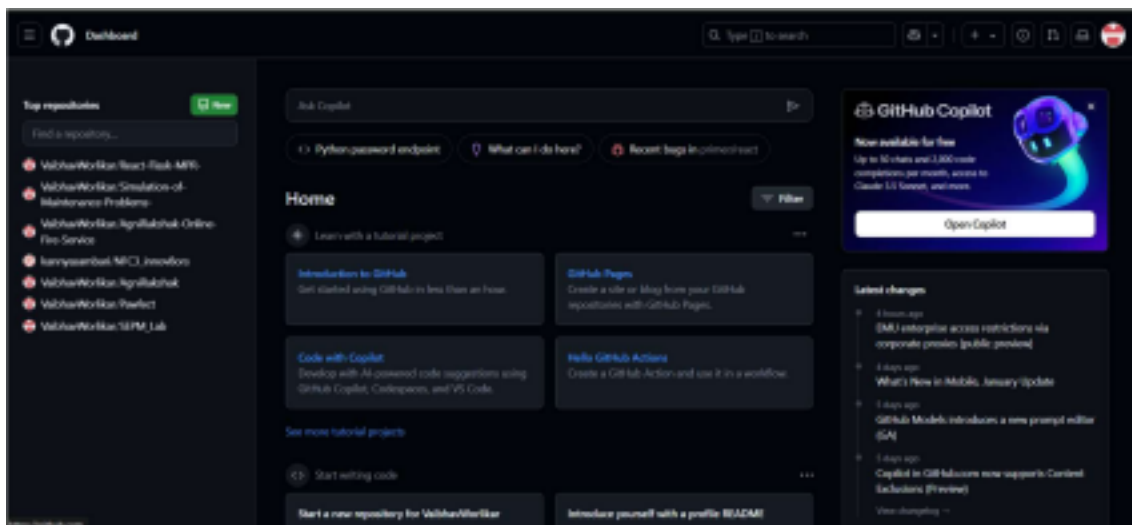 Dashboard
Type / to search
Top repositories
New
Find a repository...
VaibhavWorlikar/React-Flask-MPR-
VaibhavWorlikar/Simulation-of-
Maintenance-Problems-
VaibhavWorlikar/AgniRakshak-Online-
Fire-Service
VaibhavWorlikar/AgniRakshak
VaibhavWorlikar/Pawfect
VaibhavWorlikar/SEPM_Lab
Ask Copilot
Python password endpoint
What can I do here?
Recent bugs in primereact
Home
Filter
Learn with a tutorial project
Introduction to GitHub
Get started using GitHub in less than an hour.
GitHub Pages
Create a site or blog from your GitHub
repositories with GitHub Pages.
Code with Copilot
Develop with AI-powered code suggestions using
GitHub Copilot, Codespaces, and VS Code.
Hello GitHub Actions
Create a GitHub Action and use it in a workflow.
See more tutorial projects
Start writing code
Start a new repository for VaibhavWorlikar
Introduce yourself with a profile README
GitHub Copilot
Now available for free
Up to 50 chats and 2,000 code
completions per month, access to
Claude 3.5 Sonnet, and more.
Open Copilot
Latest changes
4 hours ago
EMU enterprise access restrictions via
corporate proxies (public preview)
4 days ago
What's New in Mobile, January Update
5 days ago
GitHub Models introduces a new prompt editor
(GA)
5 days ago
Copilot in GitHub.com now supports Content
Exclusions (Preview)
View changelog →